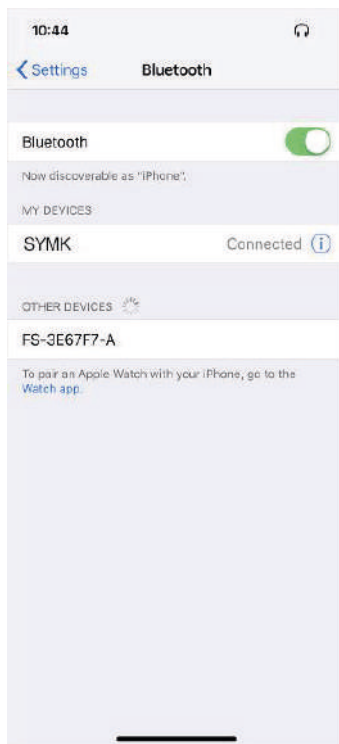 10:44
Settings Bluetooth
Bluetooth
Now discoverable as "iPhone".
MY DEVICES
SYMK Connected
OTHER DEVICES
FS-3E67F7-A
To pair an Apple Watch with your iPhone, go to the
Watch app.